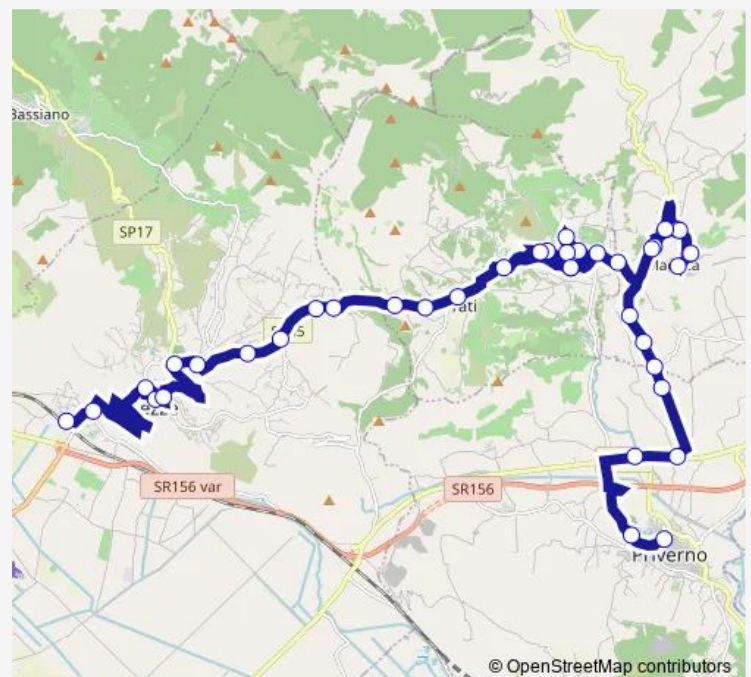 Bassiano
SP17
SR156 var
SR156
Priverno
© OpenStreetMap contributors